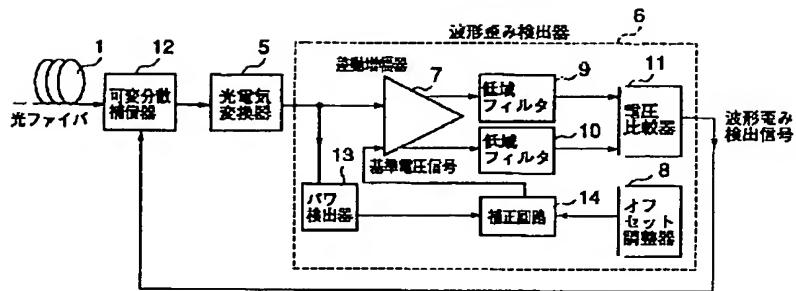 波形歪み検出器
6
1
12
5
光ファイバ
可変分散
補償器
光電気
変換器
差動増幅器
7
低域
フィルタ
9
低域
フィルタ
10
11
電圧
比較器
波形歪み
検出信号
基準電圧信号
13
パワ
検出器
補正回路
14
8
オフ
セット
調整器